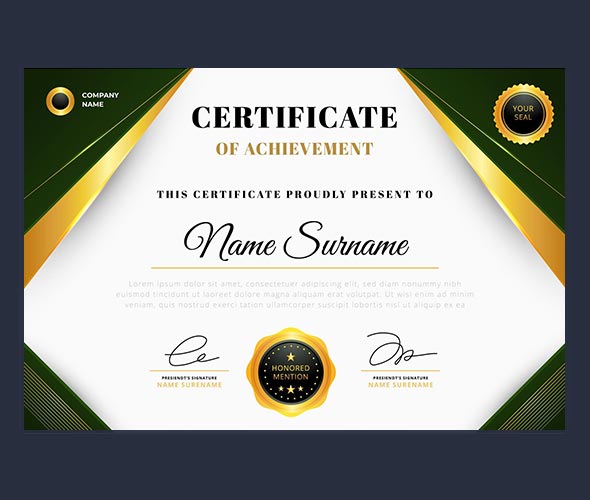 COMPANY
NAME
YOUR
SEAL
CERTIFICATE
OF ACHIEVEMENT
THIS CERTIFICATE PROUDLY PRESENT TO
Name Surname
Lorem ipsum dolor sit amet, consectetuer adipiscing elit, sed diam nonummy
nibh euismod tincidunt ut laoreet dolore magna aliquam erat volutpat. Ut wisi enim
ad minim veniam, quis nostrud exerci tation ullamcorper suscipit lobortis nisl ut aliquip ex ea
HONORED
MENTION
PRESIENDT'S SIGNATURE
NAME SURENAME
PRESIENDT'S SIGNATURE
NAME SURENAME